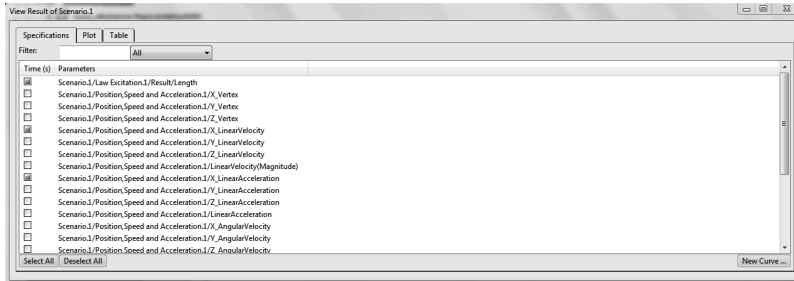 View Result of Scenario.1
Specifications Plot Table
Filter: All
Time (s) Parameters
Scenario.1/Law Excitation.1/Result/Length
Scenario.1/Position,Speed and Acceleration.1/X_Vertex
Scenario.1/Position,Speed and Acceleration.1/Y_Vertex
Scenario.1/Position,Speed and Acceleration.1/Z_Vertex
Scenario.1/Position,Speed and Acceleration.1/X_LinearVelocity
Scenario.1/Position,Speed and Acceleration.1/Y_LinearVelocity
Scenario.1/Position,Speed and Acceleration.1/Z_LinearVelocity
Scenario.1/Position,Speed and Acceleration.1/LinearVelocity(Magnitude)
Scenario.1/Position,Speed and Acceleration.1/X_LinearAcceleration
Scenario.1/Position,Speed and Acceleration.1/Y_LinearAcceleration
Scenario.1/Position,Speed and Acceleration.1/Z_LinearAcceleration
Scenario.1/Position,Speed and Acceleration.1/LinearAcceleration
Scenario.1/Position,Speed and Acceleration.1/X_AngularVelocity
Scenario.1/Position,Speed and Acceleration.1/Y_AngularVelocity
Scenario.1/Position,Speed and Acceleration.1/Z_AngularVelocity
Select All Deselect All New Curve ...